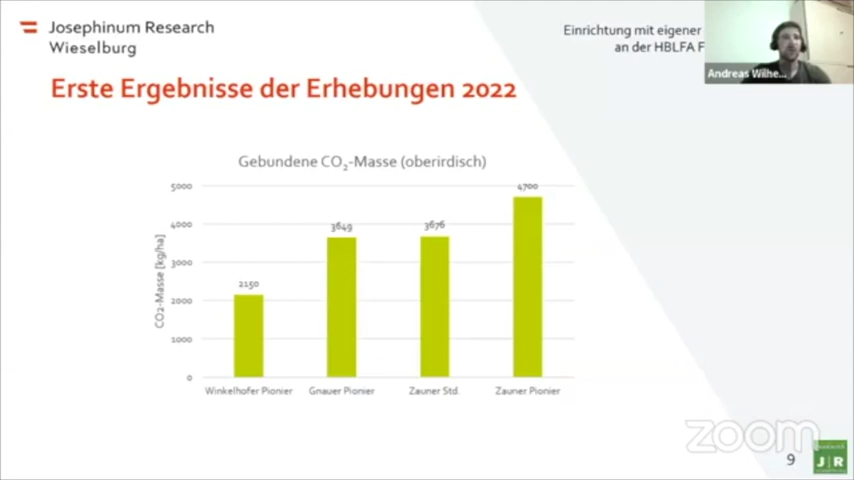 Josephinum Research
Wieselburg
Einrichtung mit eigener
an der HBLFA F
Andreas Wilhe...
Erste Ergebnisse der Erhebungen 2022
Gebundene CO₂-Masse (oberirdisch)
CO2-Masse [kg/ha]
5000
4000
3000
2000
1000
0
2150
3649
3676
4700
Winkelhofer Pionier
Gnauer Pionier
Zauner Std.
Zauner Pionier
zoom
9
J|R